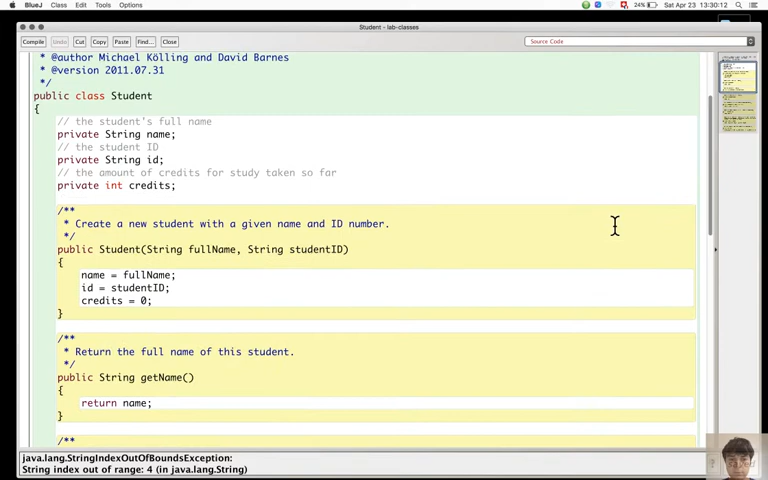 BlueJ Class Edit Tools Options 24% Sat Apr 23 13:30:12
Student - lab-classes
Compile Undo Cut Copy Paste Find... Close Source Code
* @author Michael Kölling and David Barnes
* @version 2011.07.31
*/
public class Student
{
// the student's full name
private String name;
// the student ID
private String id;
// the amount of credits for study taken so far
private int credits;
/**
* Create a new student with a given name and ID number.
*/
public Student(String fullName, String studentID)
{
name = fullName;
id = studentID;
credits = 0;
}
/**
* Return the full name of this student.
*/
public String getName()
{
return name;
}
/**
java.lang.StringIndexOutOfBoundsException:
String index out of range: 4 (in java.lang.String)